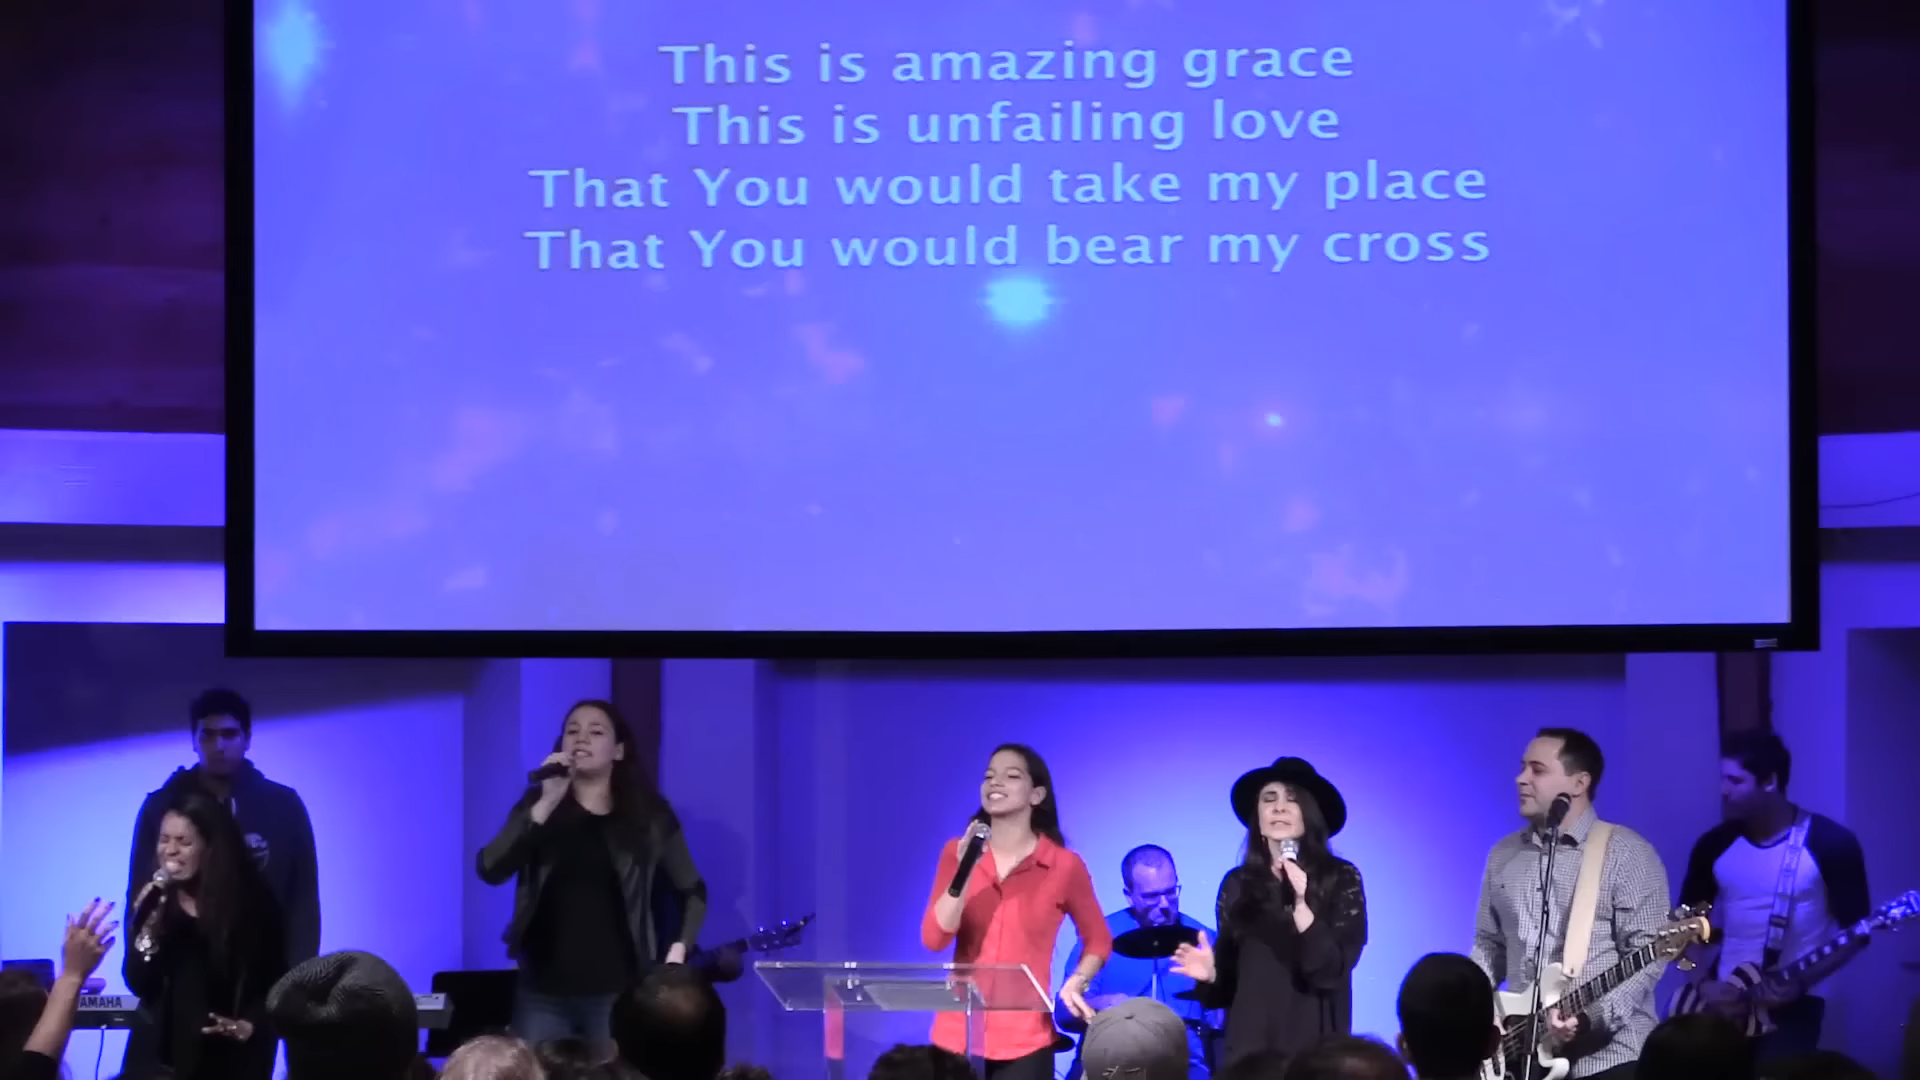 This is amazing grace
This is unfailing love
That You would take my place
That You would bear my cross
YAMAHA